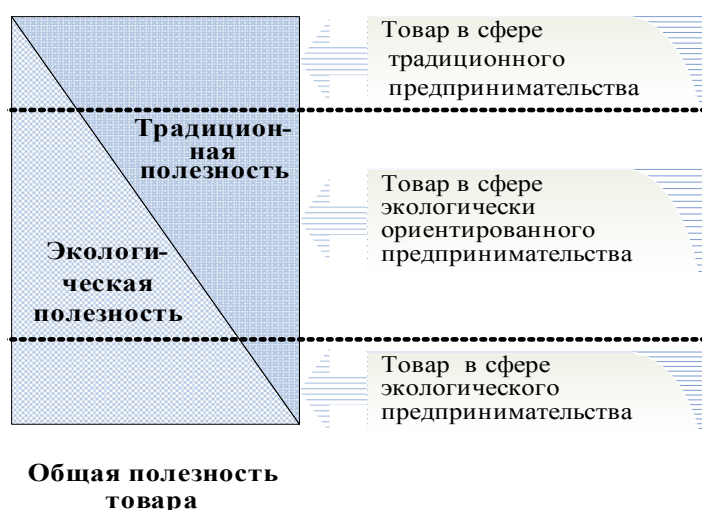 Товар в сфере
традиционного
предпринимательства
Традицион-
ная
полезность
Товар в сфере
экологически
ориентированного
предпринимательства
Экологи-
ческая
полезность
Товар в сфере
экологического
предпринимательства
Общая полезность
товара